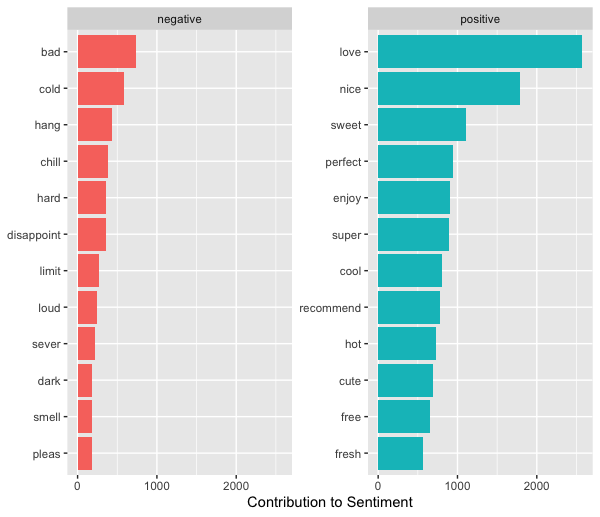 negative
bad
cold
hang
chill
hard
disappoint
limit
loud
sever
dark
smell
pleas
0 1000 2000
positive
love
nice
sweet
perfect
enjoy
super
cool
recommend
hot
cute
free
fresh
0 1000 2000
Contribution to Sentiment